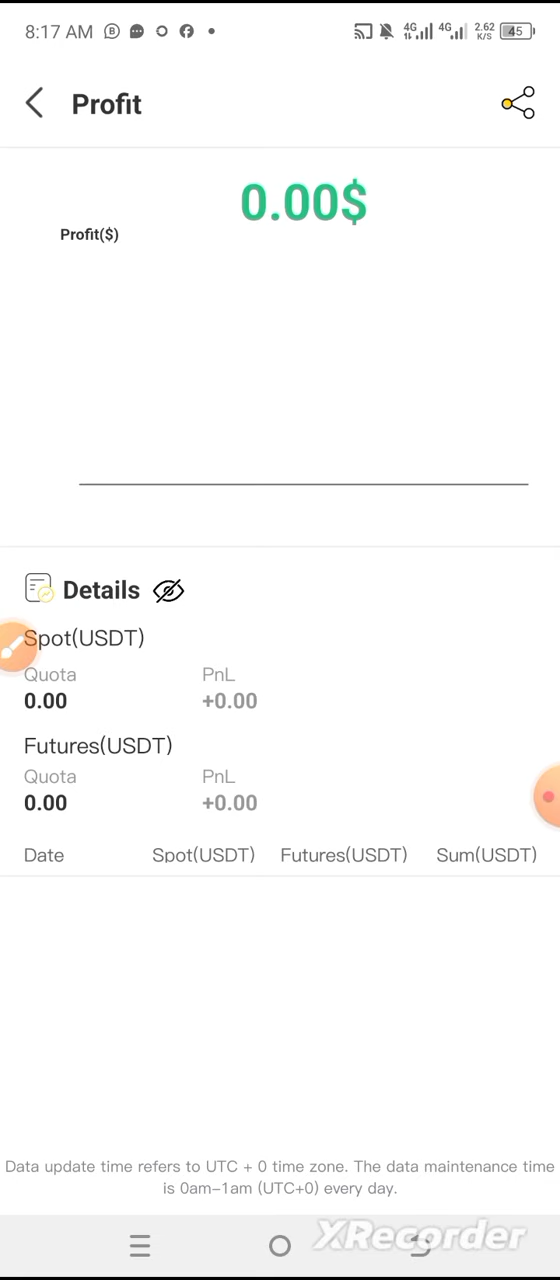 8:17 AM 4G 4G 2.62 K/S 45
Profit
0.00$
Profit($)
Details
Spot(USDT)
Quota PnL
0.00 +0.00
Futures(USDT)
Quota PnL
0.00 +0.00
Date Spot(USDT) Futures(USDT) Sum(USDT)
Data update time refers to UTC + 0 time zone. The data maintenance time
is 0am-1am (UTC+0) every day.
XRecorder